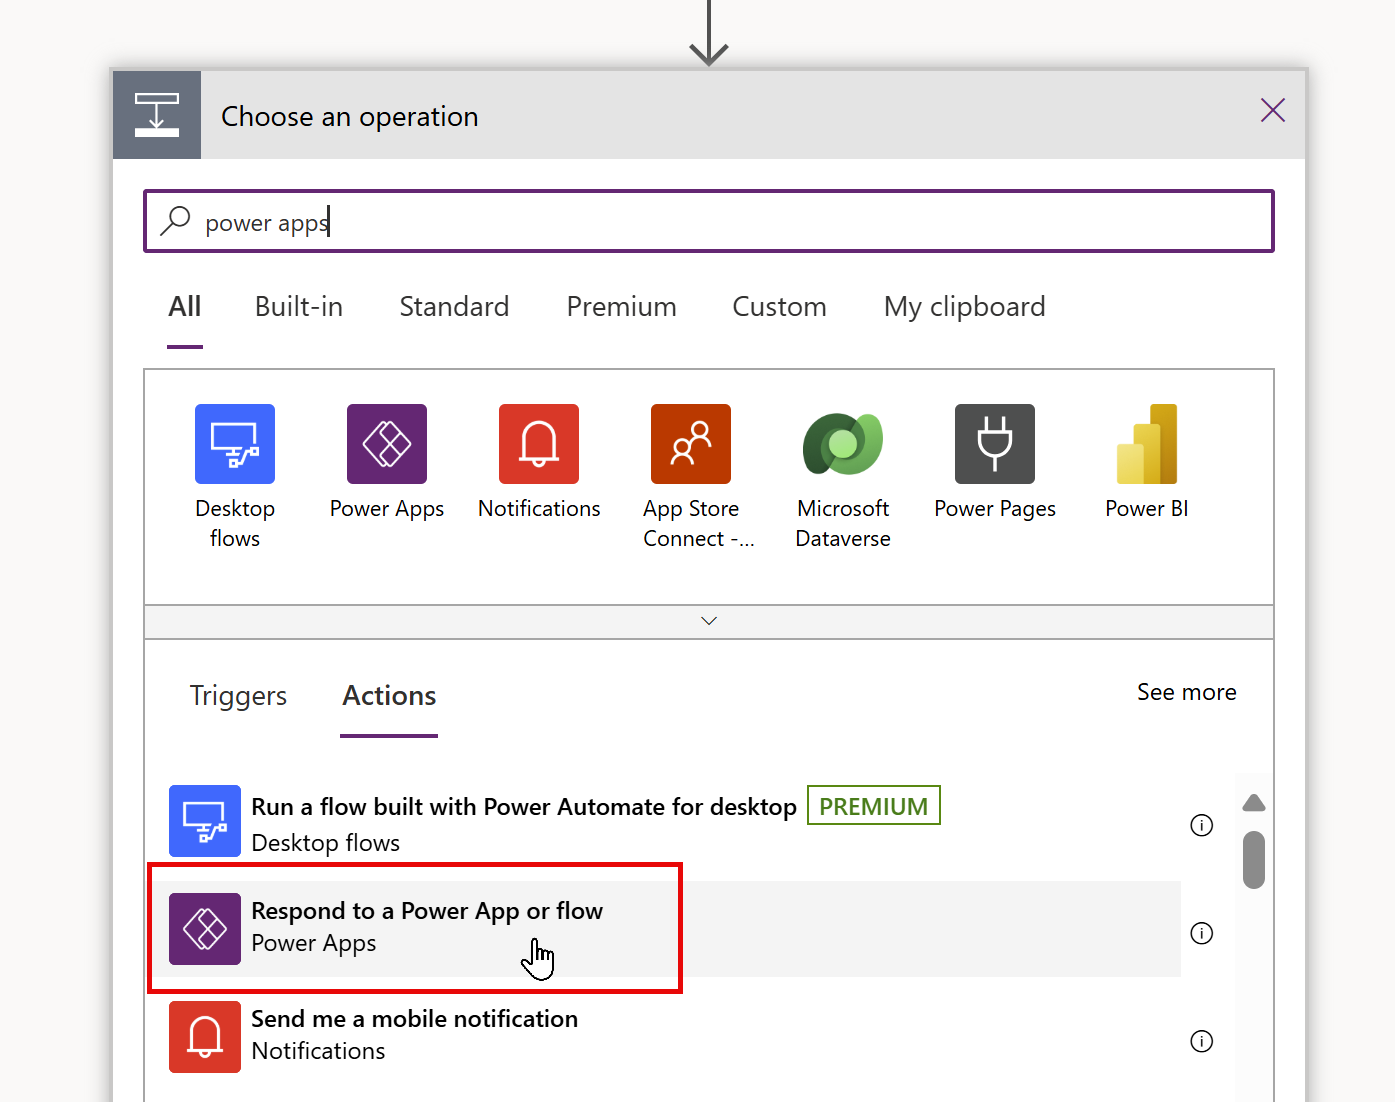 Choose an operation
power apps
All Built-in Standard Premium Custom My clipboard
Desktop flows
Power Apps
Notifications
App Store Connect -...
Microsoft Dataverse
Power Pages
Power BI
Triggers Actions See more
Run a flow built with Power Automate for desktop PREMIUM
Desktop flows
Respond to a Power App or flow
Power Apps
Send me a mobile notification
Notifications